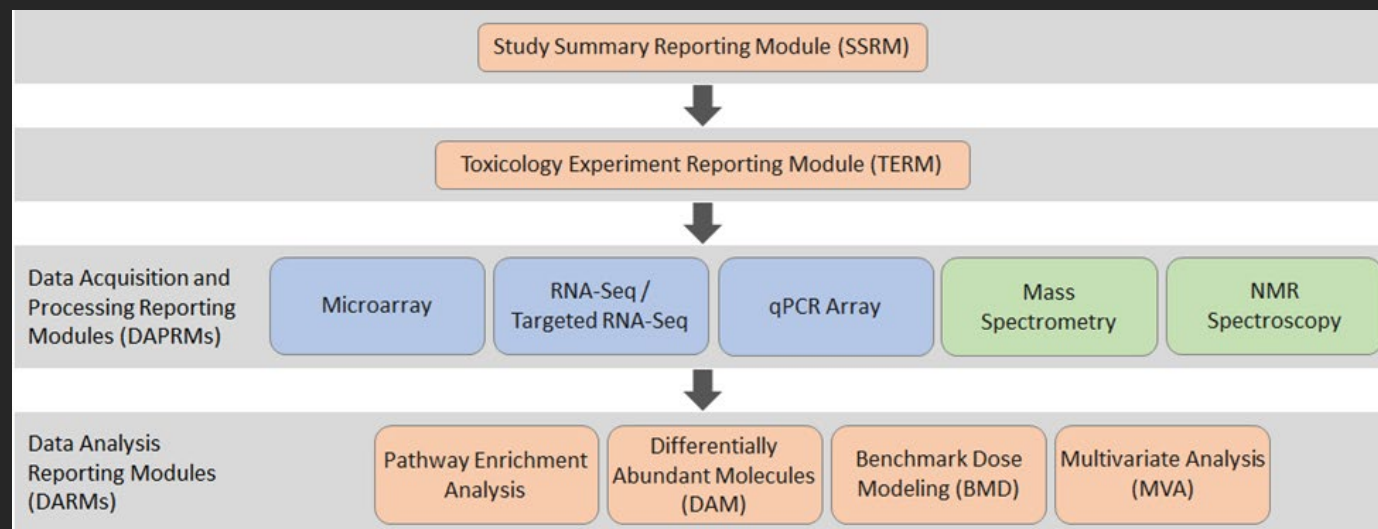 Study Summary Reporting Module (SSRM)
Toxicology Experiment Reporting Module (TERM)
Data Acquisition and
Processing Reporting
Modules (DAPRMs)
Microarray
RNA-Seq /
Targeted RNA-Seq
qPCR Array
Mass
Spectrometry
NMR
Spectroscopy
Data Analysis
Reporting Modules
(DARMs)
Pathway Enrichment
Analysis
Differentially
Abundant Molecules
(DAM)
Benchmark Dose
Modeling (BMD)
Multivariate Analysis
(MVA)